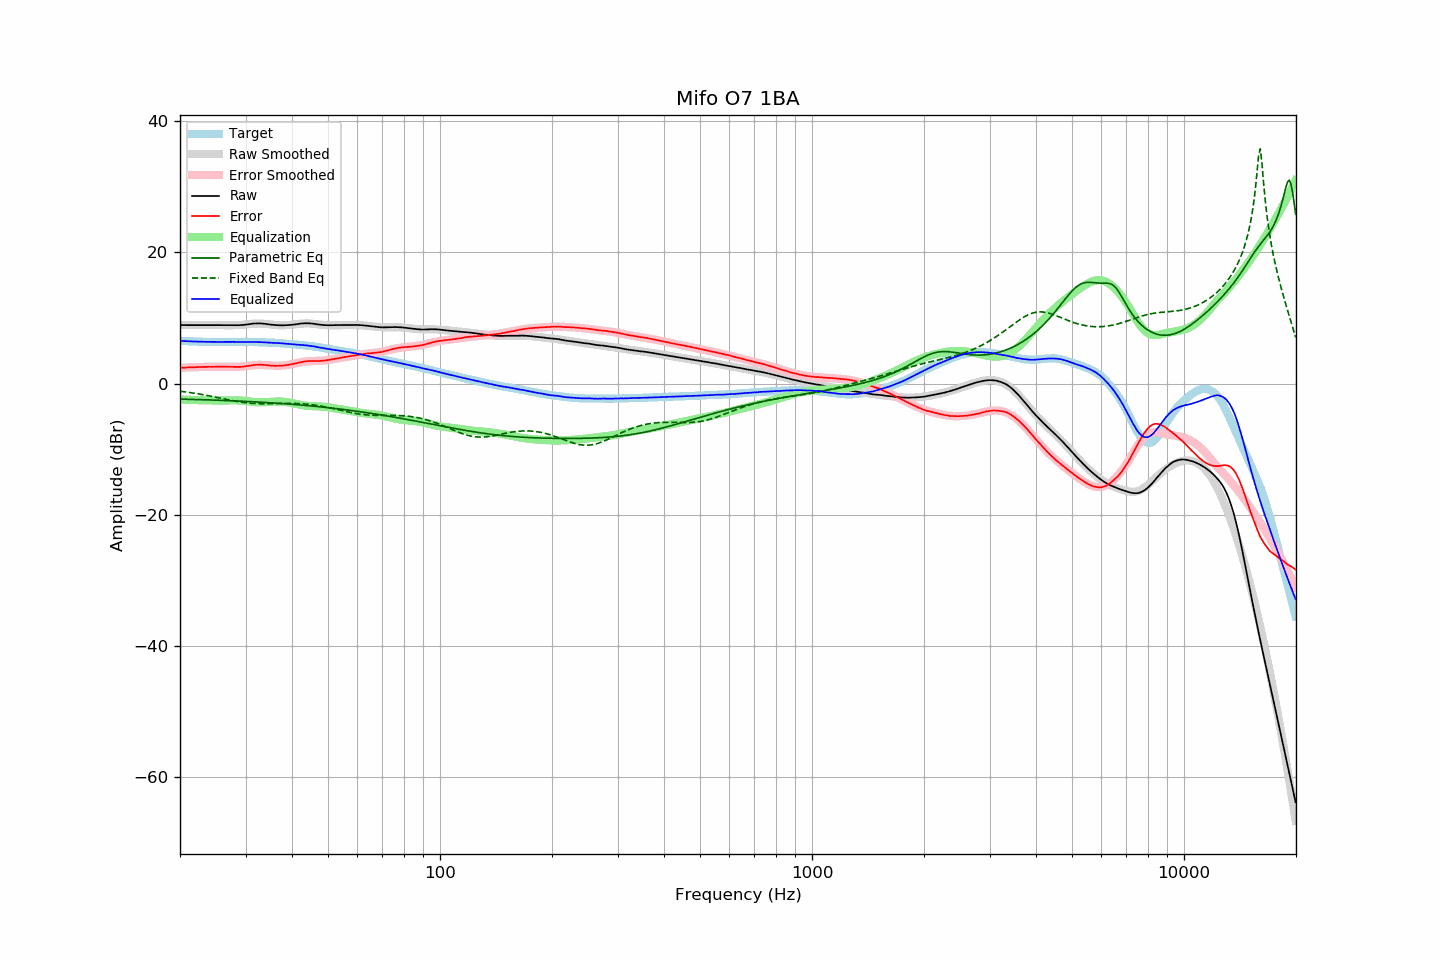 Mifo O7 1BA
40
20
0
−20
−40
−60
Amplitude (dBr)
Target
Raw Smoothed
Error Smoothed
Raw
Error
Equalization
Parametric Eq
Fixed Band Eq
Equalized
100
1000
10000
Frequency (Hz)